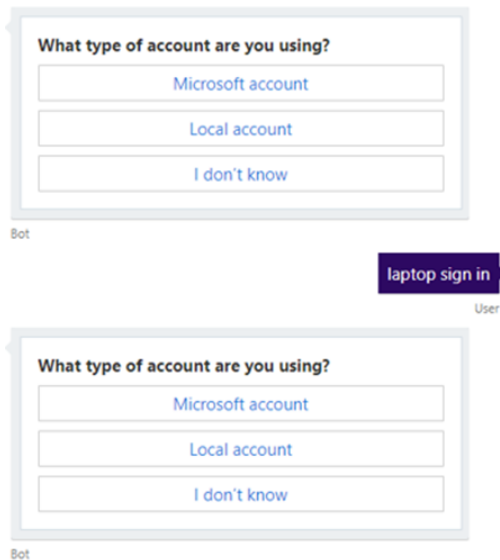 What type of account are you using?
Microsoft account
Local account
I don't know
Bot
laptop sign in
User
What type of account are you using?
Microsoft account
Local account
I don't know
Bot